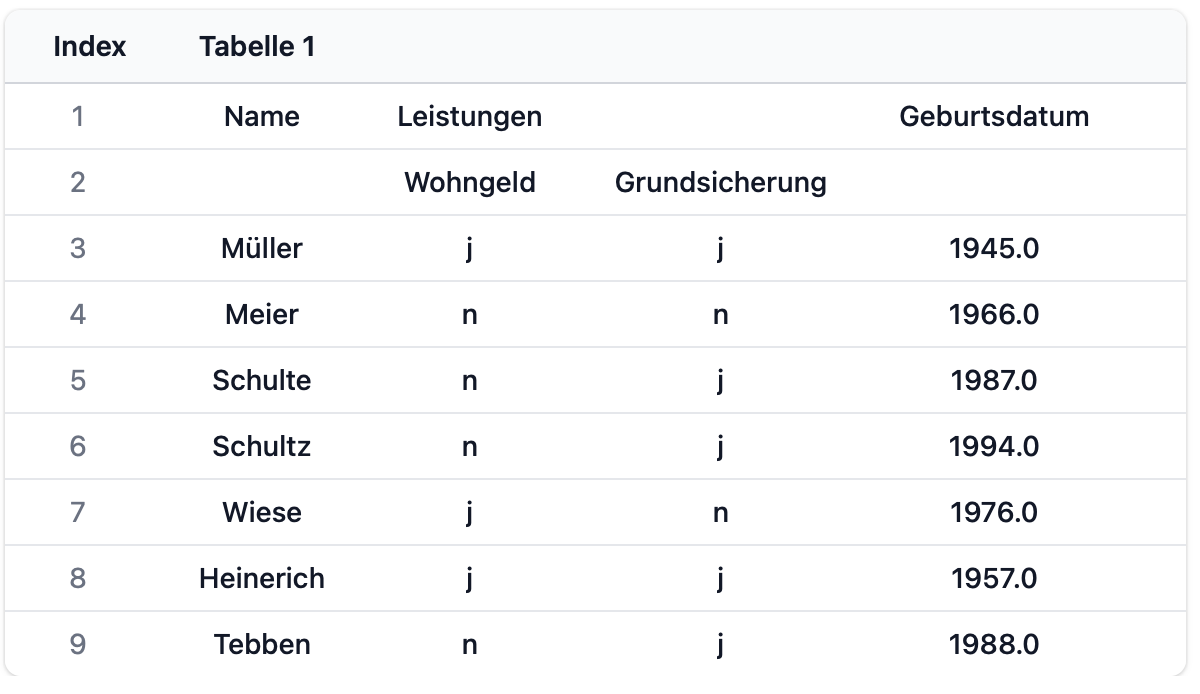 Index Tabelle 1
1 Name Leistungen Geburtsdatum
2 Wohngeld Grundsicherung
3 Müller j j 1945.0
4 Meier n n 1966.0
5 Schulte n j 1987.0
6 Schultz n j 1994.0
7 Wiese j n 1976.0
8 Heinerich j j 1957.0
9 Tebben n j 1988.0